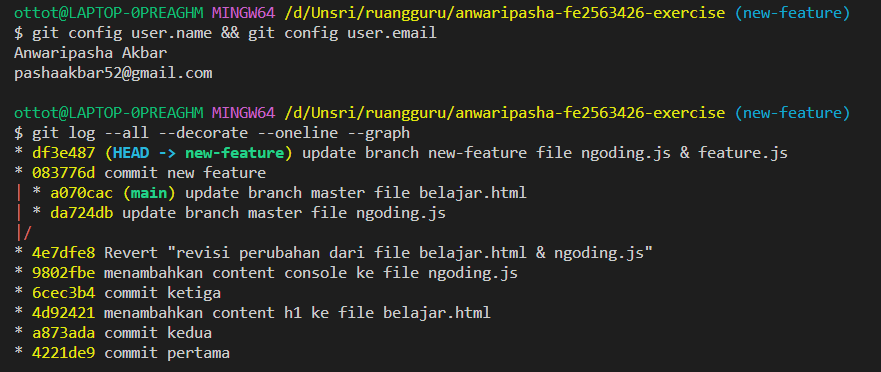 ottot@LAPTOP-0PREAGHM MINGW64 /d/Unsri/ruangguru/anwaripasha-fe2563426-exercise (new-feature)
$ git config user.name && git config user.email
Anwaripasha Akbar
pashaakbar52@gmail.com

ottot@LAPTOP-0PREAGHM MINGW64 /d/Unsri/ruangguru/anwaripasha-fe2563426-exercise (new-feature)
$ git log --all --decorate --oneline --graph
* df3e487 (HEAD -> new-feature) update branch new-feature file ngoding.js & feature.js
* 083776d commit new feature
| * a070cac (main) update branch master file belajar.html
| * da724db update branch master file ngoding.js
|/
* 4e7dfe8 Revert "revisi perubahan dari file belajar.html & ngoding.js"
* 9802fbe menambahkan content console ke file ngoding.js
* 6cec3b4 commit ketiga
* 4d92421 menambahkan content h1 ke file belajar.html
* a873ada commit kedua
* 4221de9 commit pertama